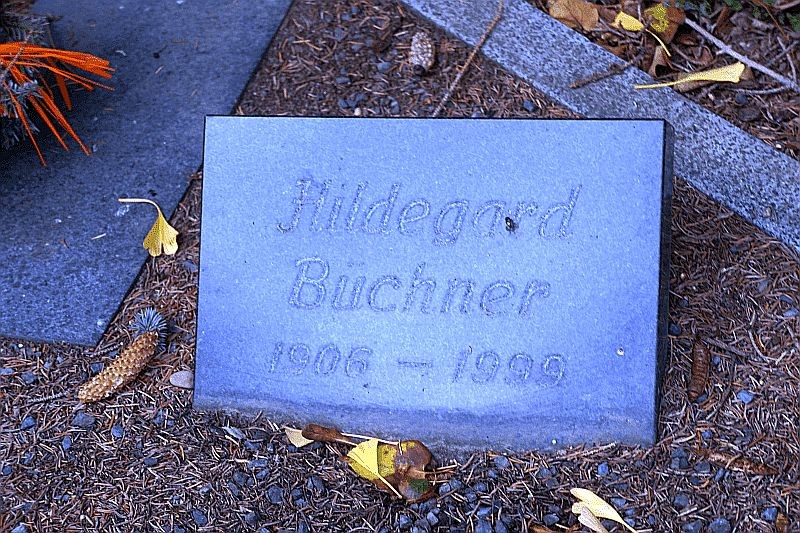 Hildegard
Büchner
1906 – 1999